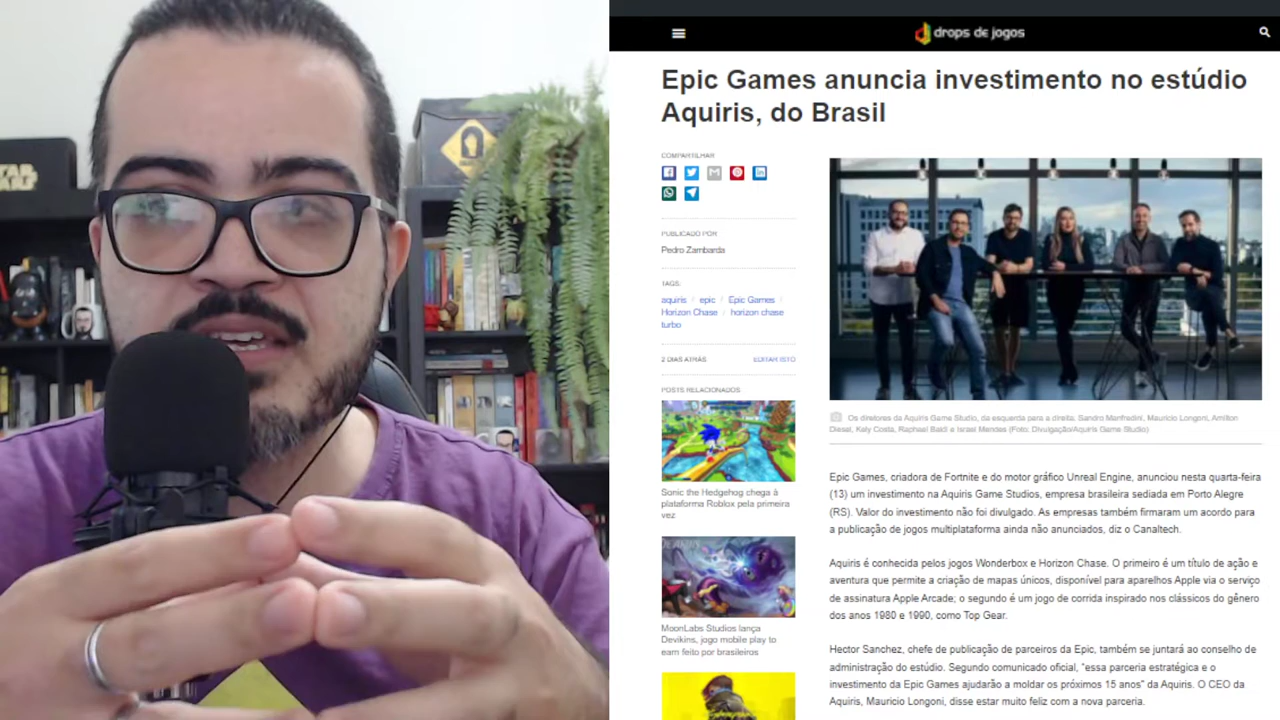 STAR
WARS
drops de jogos
Epic Games anuncia investimento no estúdio
Aquiris, do Brasil
COMPARTILHAR
PUBLICADO POR
Pedro Zambarda
TAGS:
aquiris / epic / Epic Games /
Horizon Chase / horizon chase
turbo
2 DIAS ATRÁS
EDITAR ISTO
POSTS RELACIONADOS
Sonic the Hedgehog chega à
plataforma Roblox pela primeira
vez
MoonLabs Studios lança
Devikins, jogo mobile play to
earn feito por brasileiros
Os diretores da Aquiris Game Studio, da esquerda para a direita, Sandro Manfredini, Mauricio Longoni, Amilton
Diesel, Kely Costa, Raphael Baldi e Israel Mendes (Foto: Divulgação/Aquiris Game Studio)
Epic Games, criadora de Fortnite e do motor gráfico Unreal Engine, anunciou nesta quarta-feira
(13) um investimento na Aquiris Game Studios, empresa brasileira sediada em Porto Alegre
(RS). Valor do investimento não foi divulgado. As empresas também firmaram um acordo para
a publicação de jogos multiplataforma ainda não anunciados, diz o Canaltech.
Aquiris é conhecida pelos jogos Wonderbox e Horizon Chase. O primeiro é um título de ação e
aventura que permite a criação de mapas únicos, disponível para aparelhos Apple via o serviço
de assinatura Apple Arcade; o segundo é um jogo de corrida inspirado nos clássicos do gênero
dos anos 1980 e 1990, como Top Gear.
Hector Sanchez, chefe de publicação de parceiros da Epic, também se juntará ao conselho de
administração do estúdio. Segundo comunicado oficial, "essa parceria estratégica e o
investimento da Epic Games ajudarão a moldar os próximos 15 anos" da Aquiris. O CEO da
Aquiris, Mauricio Longoni, disse estar muito feliz com a nova parceria.